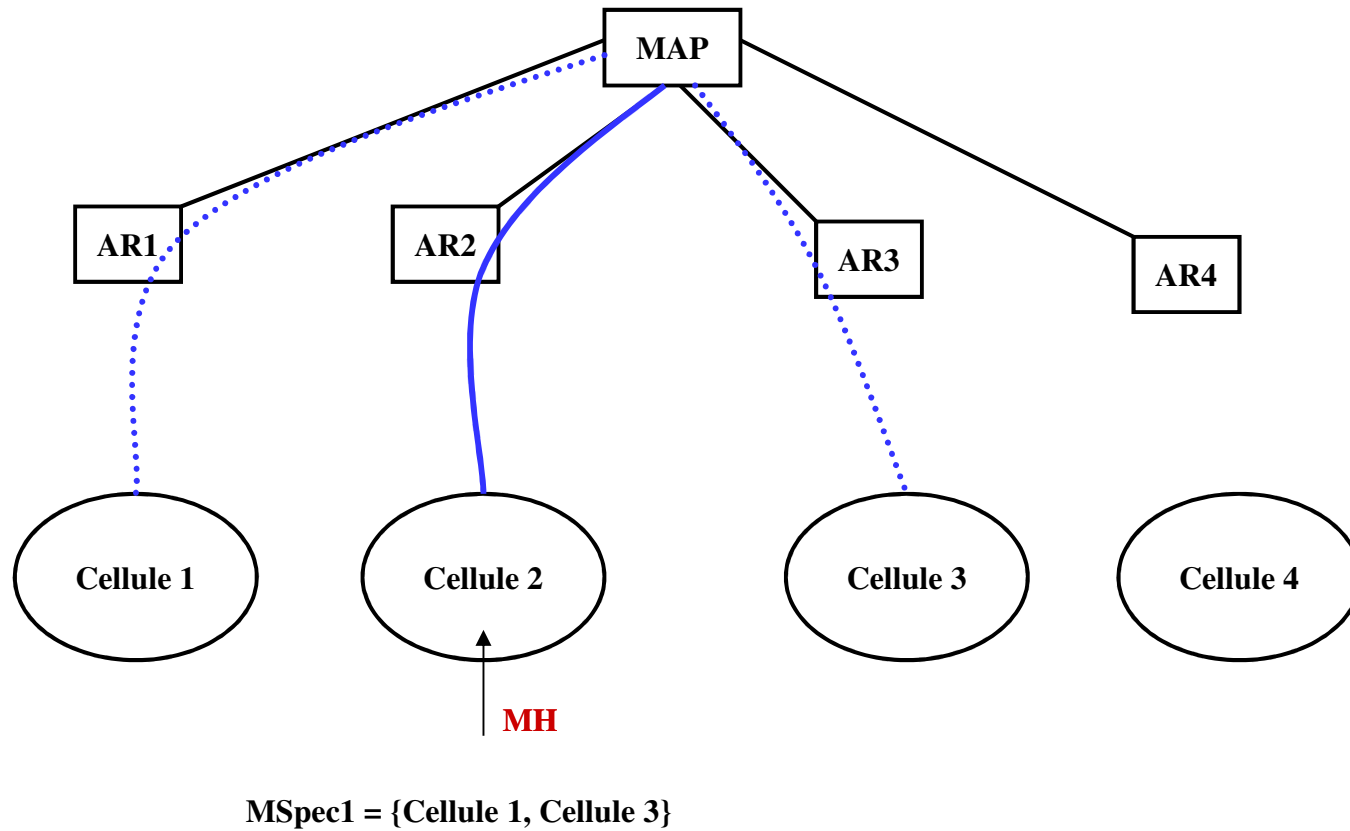 MAP
AR1
AR2
AR3
AR4
Cellule 1
Cellule 2
Cellule 3
Cellule 4
MH
MSpec1 = {Cellule 1, Cellule 3}